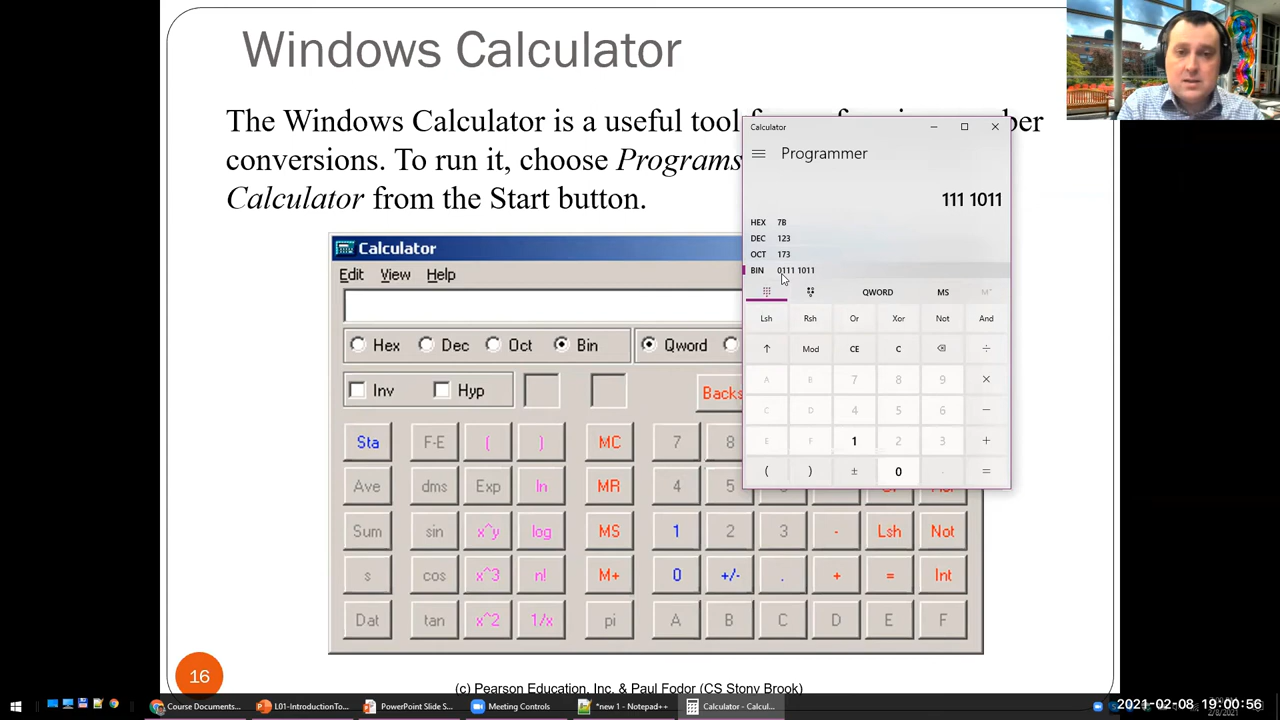 Windows Calculator
The Windows Calculator is a useful tool
ber
conversions. To run it, choose Programs
Calculator from the Start button.
Calculator
Programmer
111 1011
HEX 7B
DEC 123
OCT 173
BIN 0111 1011
QWORD MS
Lsh Rsh Or Xor Not And
↑ Mod CE C ÷
A B 7 8 9 ×
C D 4 5 6 −
E F 1 2 3 +
( ) ± 0 . =
Calculator
Edit View Help
Hex Dec Oct Bin Qword
Inv Hyp Backs
Sta F-E ( ) MC 7 8
Ave dms Exp ln MR 4 5
Sum sin x^y log MS 1 2 3 - Lsh Not
s cos x^3 n! M+ 0 +/- . + = Int
Dat tan x^2 1/x pi A B C D E F
16
(c) Pearson Education, Inc. & Paul Fodor (CS Stony Brook)
Course Documents... L01-IntroductionTo... PowerPoint Slide S... Meeting Controls *new 1 - Notepad++ Calculator - Calcul...
2021-02-08 19:00:56